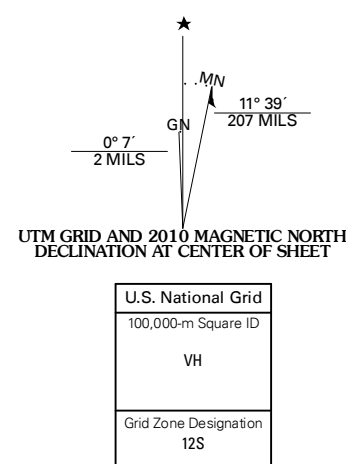 ★
MN
11° 39´
207 MILS
GN
0° 7´
2 MILS
UTM GRID AND 2010 MAGNETIC NORTH
DECLINATION AT CENTER OF SHEET
U.S. National Grid
100,000-m Square ID
VH
Grid Zone Designation
12S